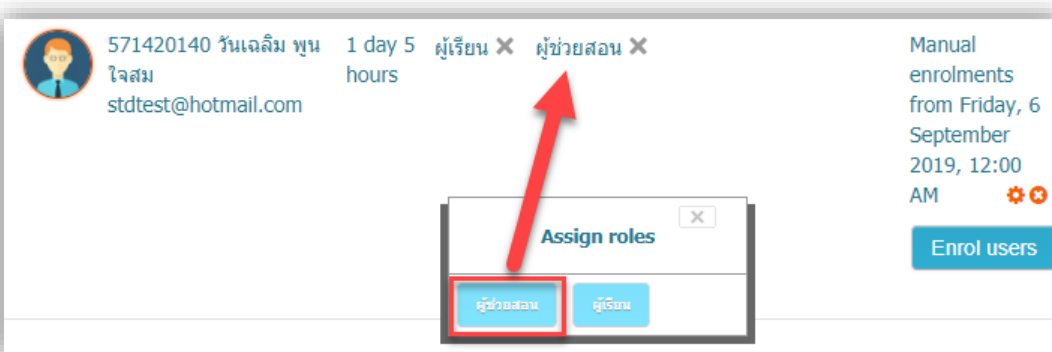 571420140 วันเฉลิม พูน
ใจสม
stdtest@hotmail.com
1 day 5
hours
ผู้เรียน ผู้ช่วยสอน
Manual
enrolments
from Friday, 6
September
2019, 12:00
AM
Enrol users
Assign roles
ผู้ช่วยสอน ผู้เรียน